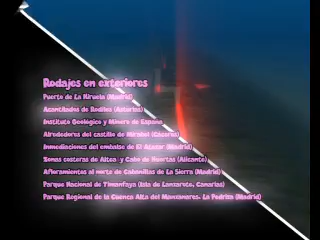 Rodajes en exteriores
Puerto de La Hiruela (Madrid)
Acantilados de Rodiles (Asturias)
Instituto Geológico y Minero de España
Alrededores del castillo de Mirabel (Cáceres)
Inmediaciones del embalse de El Atazar (Madrid)
Zonas costeras de Altea y Cabo de Huertas (Alicante)
Afloramientos al norte de Cabanillas de La Sierra (Madrid)
Parque Nacional de Timanfaya (Isla de Lanzarote, Canarias)
Parque Regional de la Cuenca Alta del Manzanares. La Pedriza (Madrid)